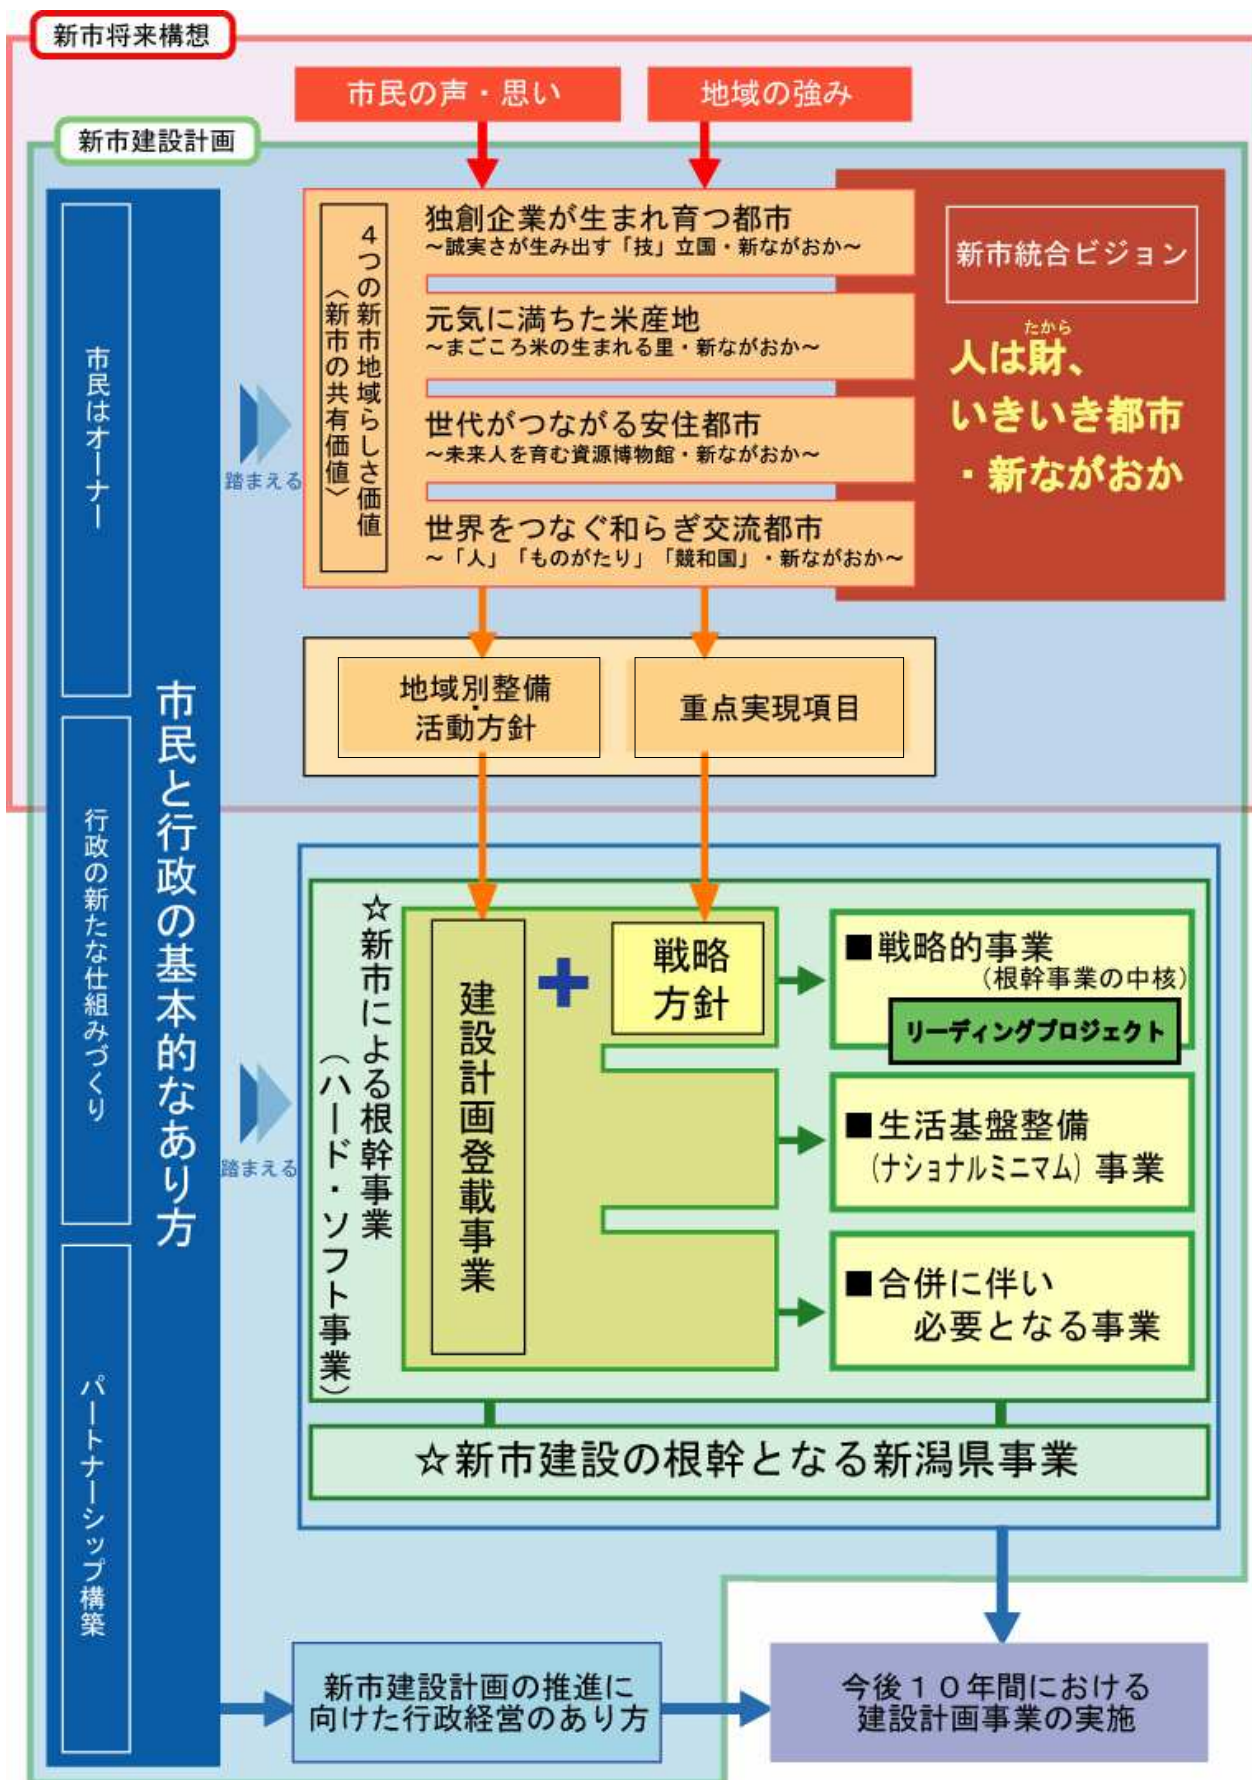 新市将来構想
市民の声・思い
地域の強み
新市建設計画
市民と行政の基本的なあり方
市民はオーナー
行政の新たな仕組みづくり
パートナーシップ構築
踏まえる
４つの新市地域らしさ価値
〈新市の共有価値〉
独創企業が生まれ育つ都市
～誠実さが生み出す「技」立国・新ながおか～
元気に満ちた米産地
～まごころ米の生まれる里・新ながおか～
世代がつながる安住都市
～未来人を育む資源博物館・新ながおか～
世界をつなぐ和らぎ交流都市
～「人」「ものがたり」「競和国」・新ながおか～
新市統合ビジョン
たから
人は財、
いきいき都市
・新ながおか
地域別整備
・
活動方針
重点実現項目
踏まえる
☆新市による根幹事業
（ハード・ソフト事業）
建設計画登載事業
＋
戦略
方針
■戦略的事業
（根幹事業の中核）
リーディングプロジェクト
■生活基盤整備
（ナショナルミニマム）事業
■合併に伴い
必要となる事業
☆新市建設の根幹となる新潟県事業
新市建設計画の推進に
向けた行政経営のあり方
今後１０年間における
建設計画事業の実施